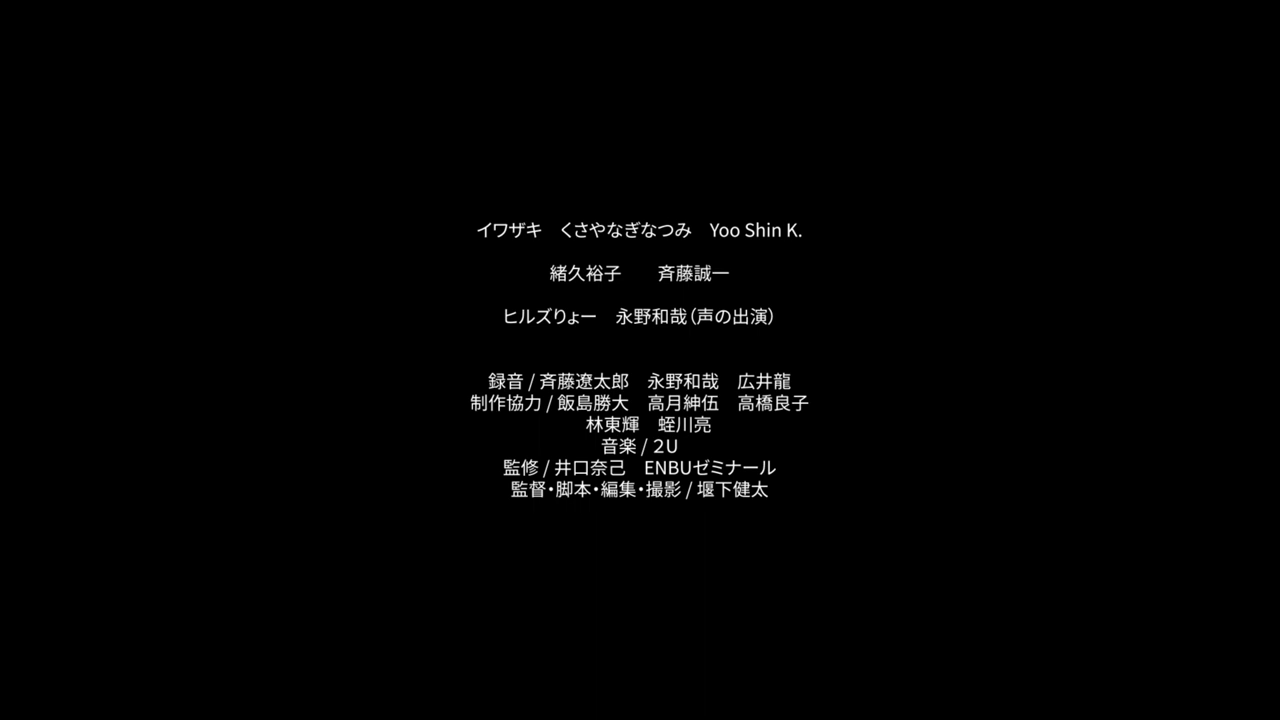 イワザキ　くさやなぎなつみ　Yoo Shin K.
緒久裕子　　斉藤誠一
ヒルズりょー　永野和哉（声の出演）
録音 / 斉藤遼太郎　永野和哉　広井龍
制作協力 / 飯島勝大　高月紳伍　高橋良子
林東輝　蛭川亮
音楽 / ２U
監修 / 井口奈己　ENBUゼミナール
監督・脚本・編集・撮影 / 堰下健太